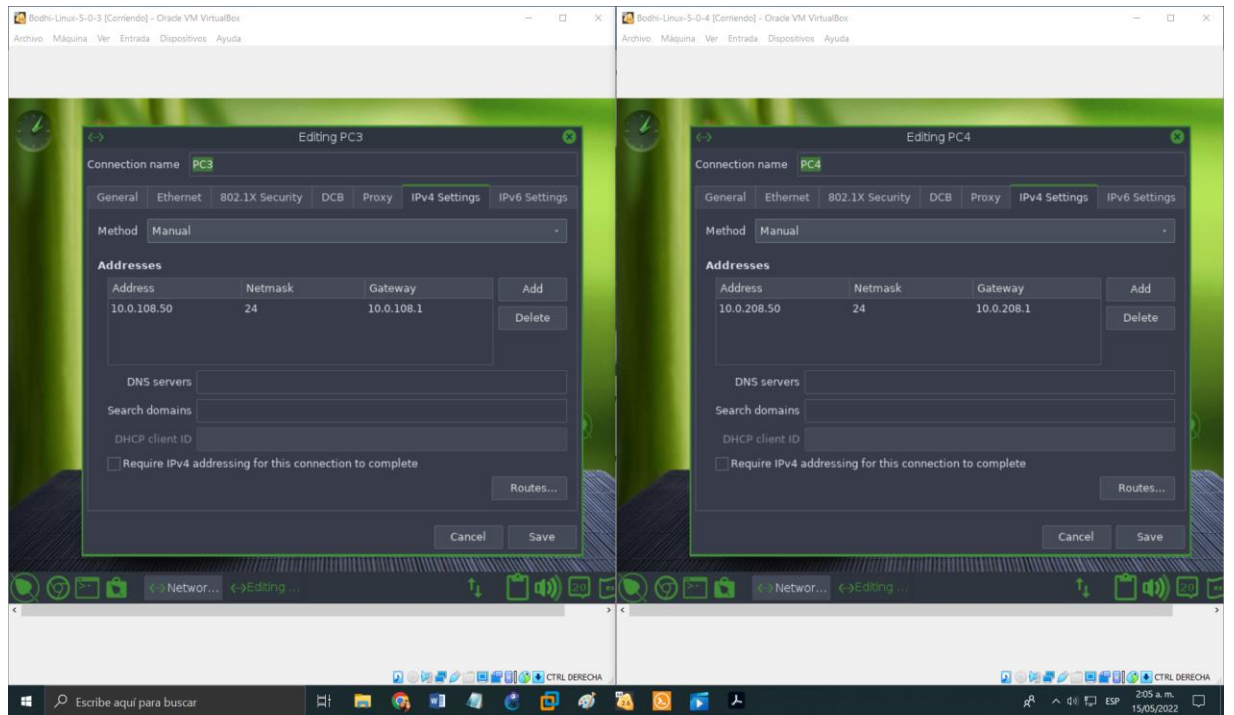 Bodhi-Linux-5-0-3 [Corriendo] - Oracle VM VirtualBox
Archivo Máquina Ver Entrada Dispositivos Ayuda
Editing PC3
Connection name PC3
General Ethernet 802.1X Security DCB Proxy IPv4 Settings IPv6 Settings
Method Manual
Addresses
Address Netmask Gateway Add
10.0.108.50 24 10.0.108.1
Delete
DNS servers
Search domains
DHCP client ID
Require IPv4 addressing for this connection to complete
Routes...
Cancel Save
Networ... Editing ... 20
CTRL DERECHA
Bodhi-Linux-5-0-4 [Corriendo] - Oracle VM VirtualBox
Archivo Máquina Ver Entrada Dispositivos Ayuda
Editing PC4
Connection name PC4
General Ethernet 802.1X Security DCB Proxy IPv4 Settings IPv6 Settings
Method Manual
Addresses
Address Netmask Gateway Add
10.0.208.50 24 10.0.208.1
Delete
DNS servers
Search domains
DHCP client ID
Require IPv4 addressing for this connection to complete
Routes...
Cancel Save
Networ... Editing ... 20
CTRL DERECHA
Escribe aquí para buscar
ESP
2:05 a. m.
15/05/2022